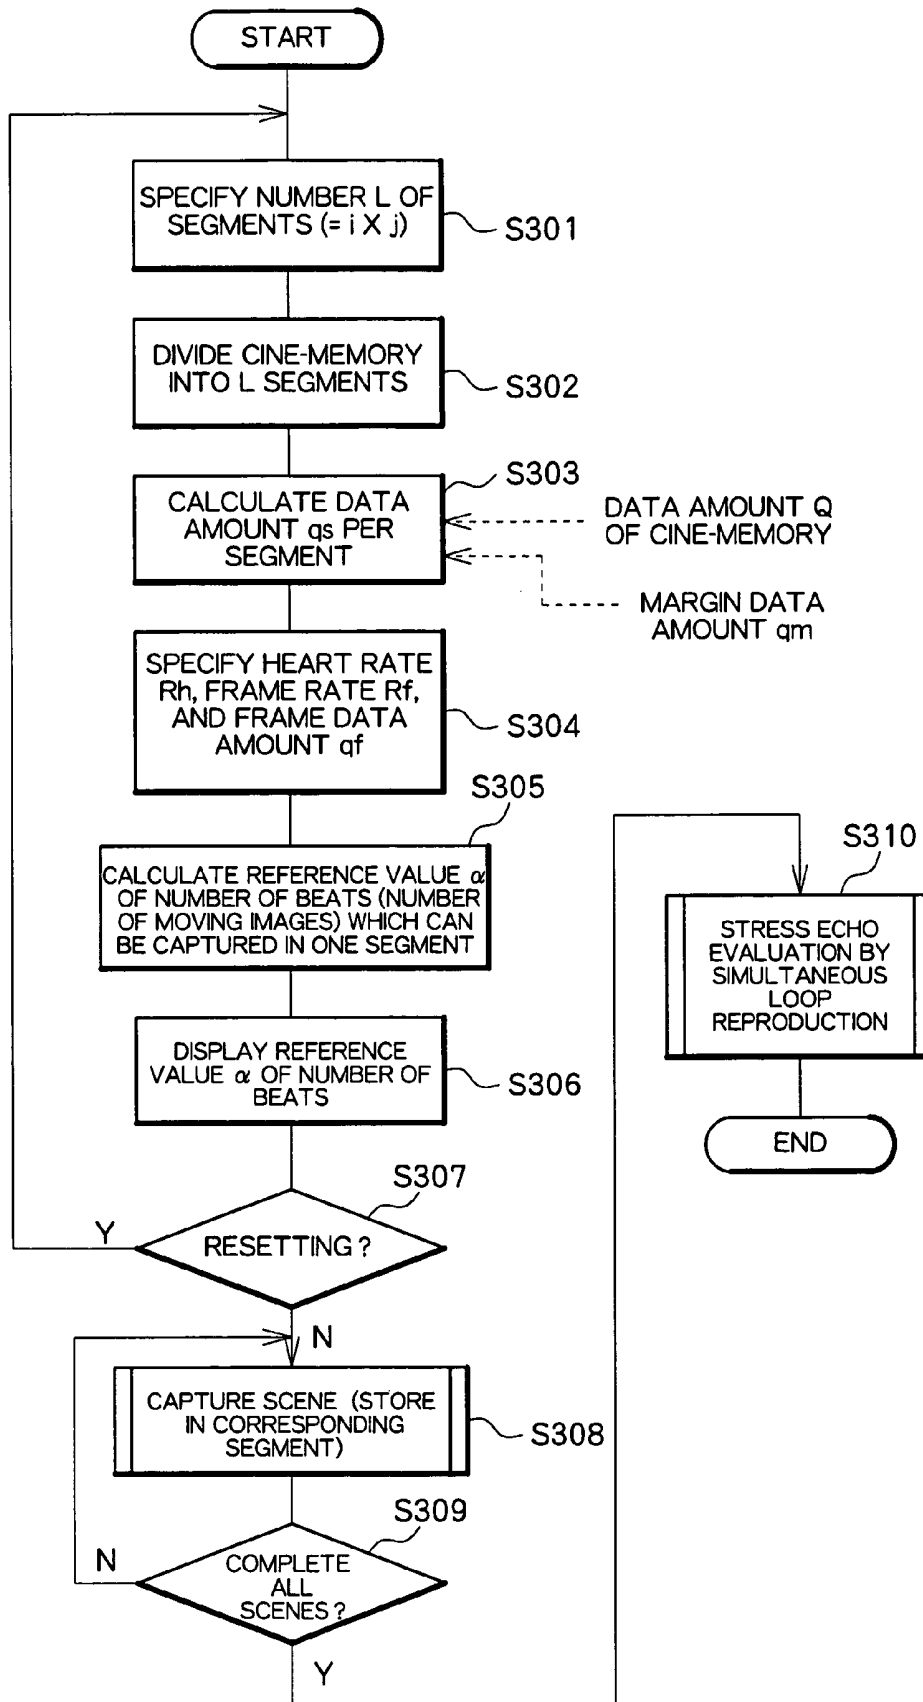 START
SPECIFY NUMBER L OF
SEGMENTS (= i X j)
S301
DIVIDE CINE-MEMORY
INTO L SEGMENTS
S302
S303
CALCULATE DATA
AMOUNT qs PER
SEGMENT
DATA AMOUNT Q
OF CINE-MEMORY
MARGIN DATA
AMOUNT qm
SPECIFY HEART RATE
Rh, FRAME RATE Rf,
AND FRAME DATA
AMOUNT qf
S304
S305
CALCULATE REFERENCE VALUE α
OF NUMBER OF BEATS (NUMBER
OF MOVING IMAGES) WHICH CAN
BE CAPTURED IN ONE SEGMENT
DISPLAY REFERENCE
VALUE α OF NUMBER OF
BEATS
S306
S307
RESETTING ?
Y
N
CAPTURE SCENE (STORE
IN CORRESPONDING
SEGMENT)
S308
S309
COMPLETE
ALL
SCENES ?
N
Y
S310
STRESS ECHO
EVALUATION BY
SIMULTANEOUS
LOOP
REPRODUCTION
END